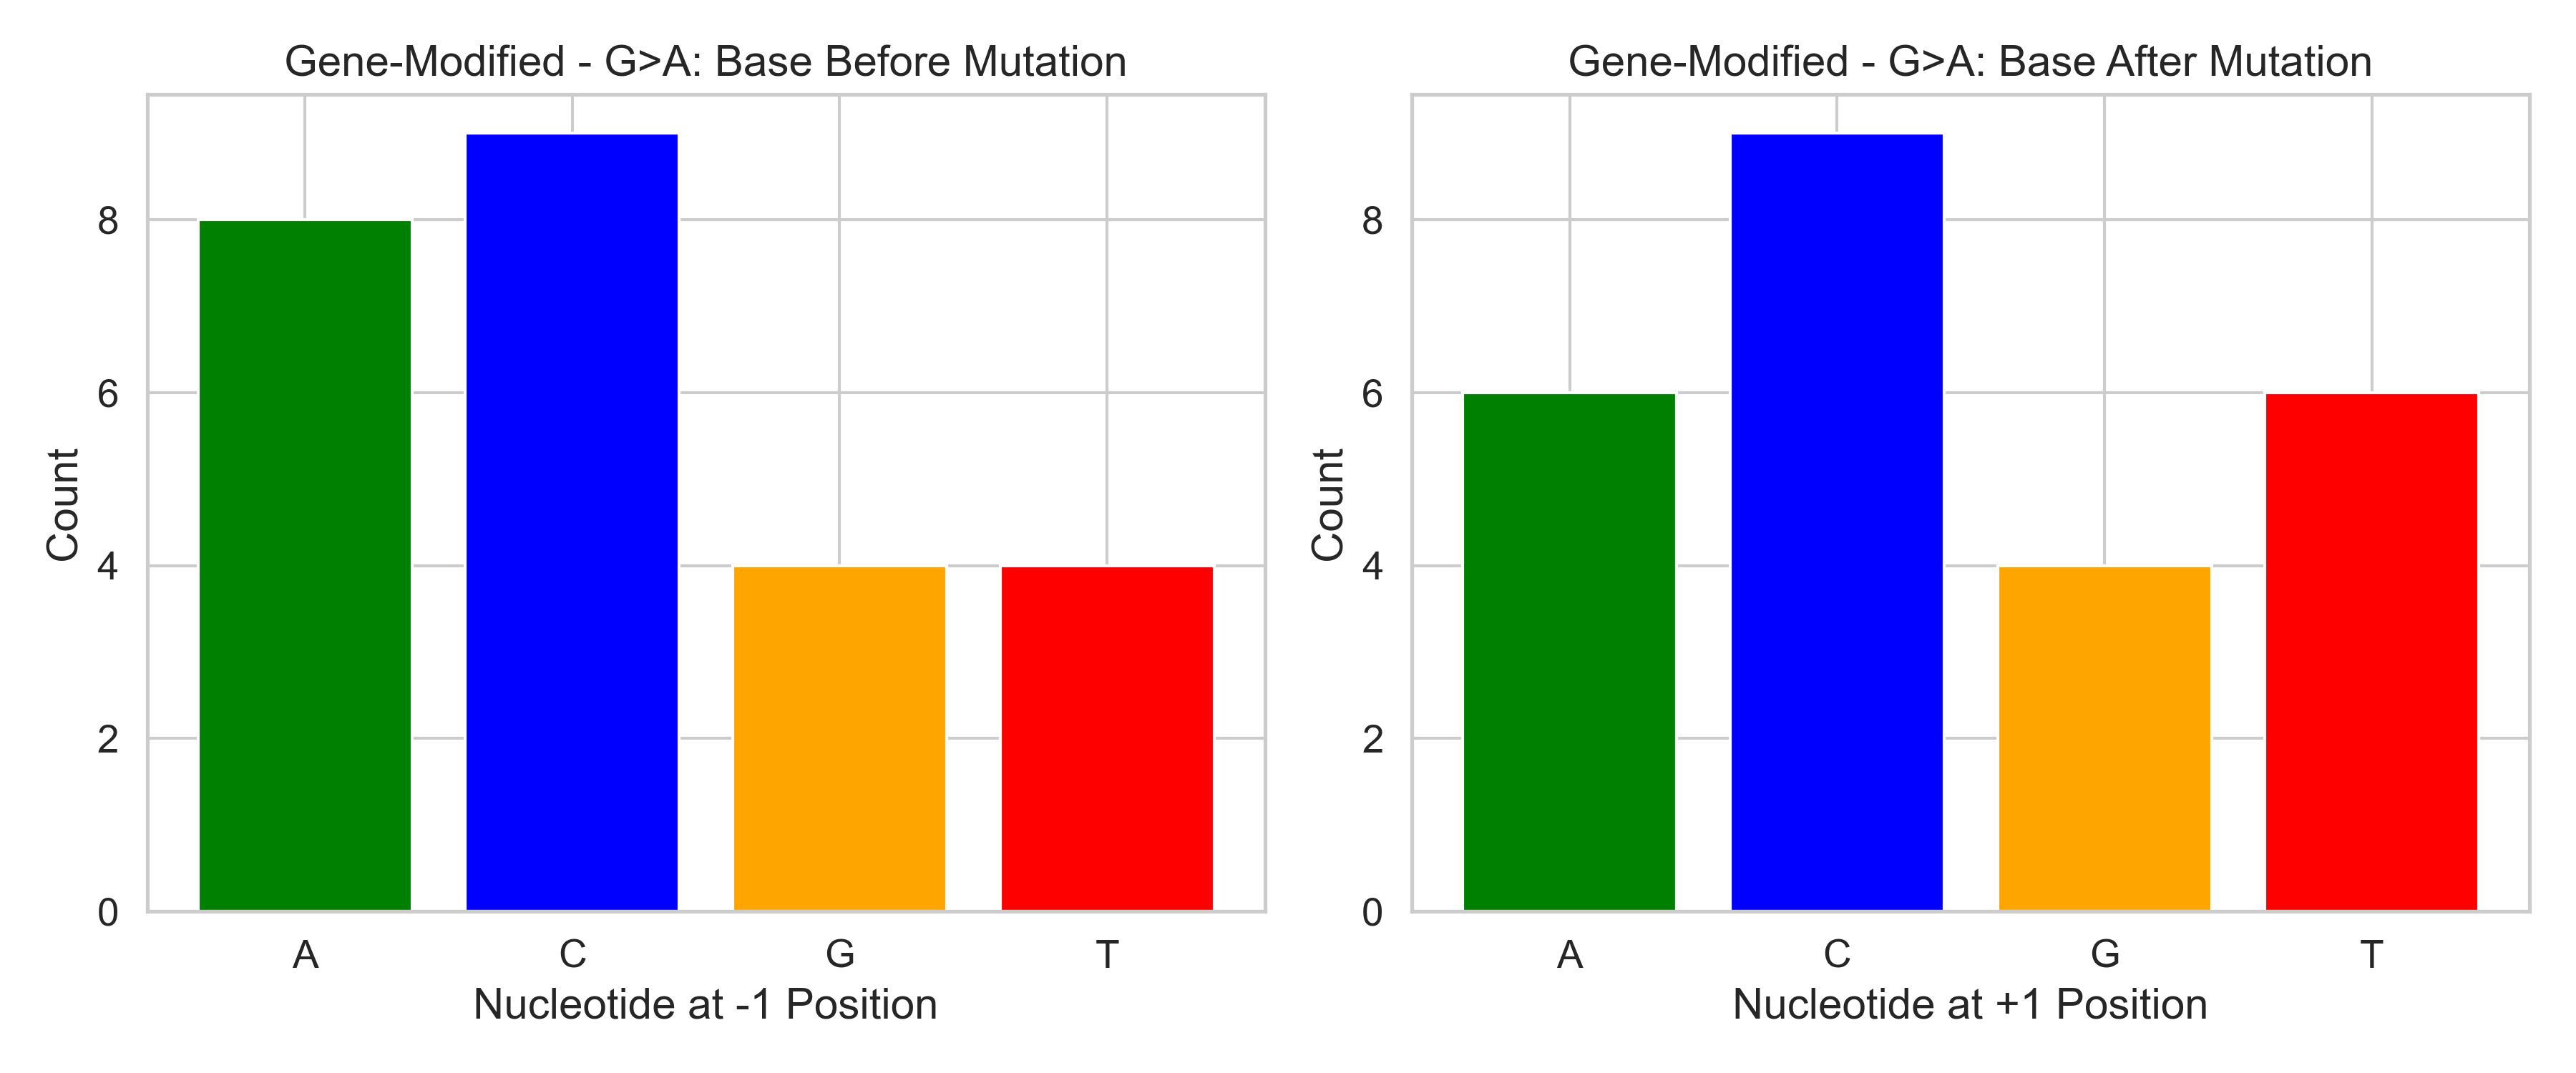 Gene-Modified - G>A: Base Before Mutation
8
6
4
2
0
Count
A C G T
Nucleotide at -1 Position
Gene-Modified - G>A: Base After Mutation
8
6
4
2
0
Count
A C G T
Nucleotide at +1 Position